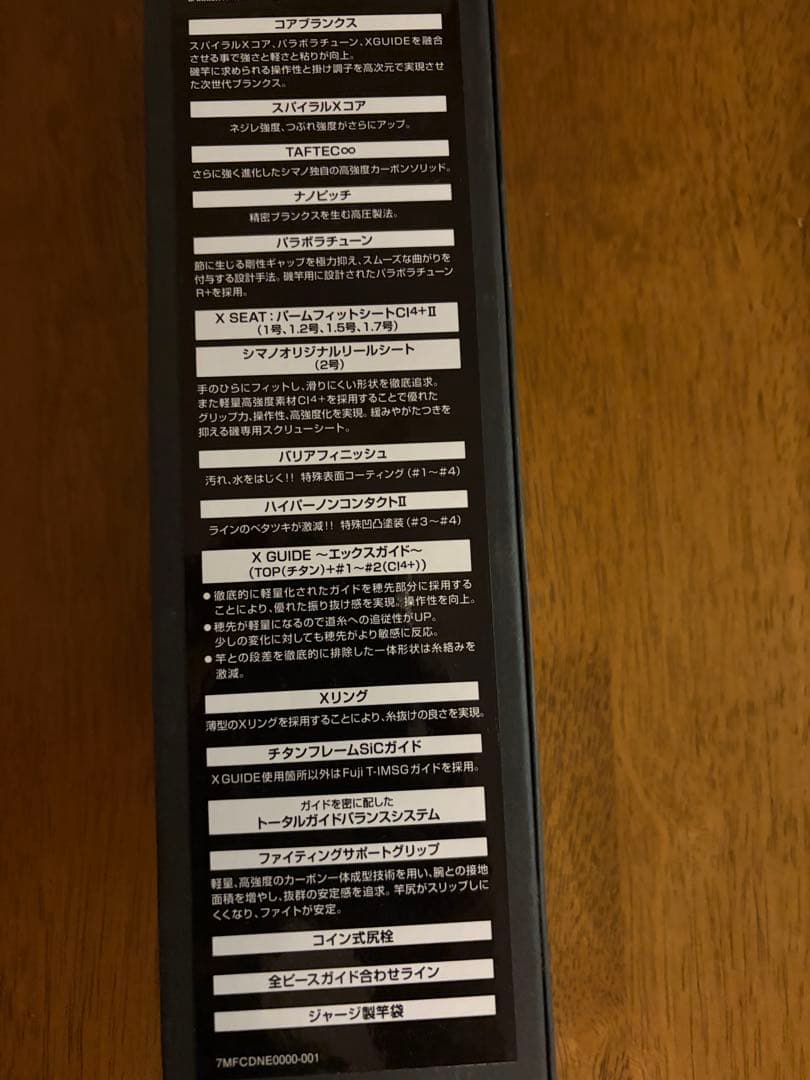 コアブランクス
スパイラルXコア、パラボラチューン、XGUIDEを融合
させる事で強さと軽さと粘りが向上。
磯竿に求められる操作性と掛け調子を高次元で実現させ
た次世代ブランクス。
スパイラルXコア
ネジレ強度、つぶれ強度がさらにアップ。
TAFTEC∞
さらに強く進化したシマノ独自の高強度カーボンソリッド。
ナノピッチ
精密ブランクスを生む高圧製法。
パラボラチューン
節に生じる剛性ギャップを極力抑え、スムーズな曲がりを
付与する設計手法。磯竿用に設計されたパラボラチューン
R+を採用。
X SEAT：パームフィットシートCI4+II
(1号、1.2号、1.5号、1.7号)
シマノオリジナルリールシート
(2号)
手のひらにフィットし、滑りにくい形状を徹底追求。
また軽量高強度素材CI4+を採用することで優れた
グリップ力、操作性、高強度化を実現。緩みやがたつきを
抑える磯専用スクリューシート。
バリアフィニッシュ
汚れ、水をはじく!! 特殊表面コーティング(#1〜#4)
ハイパーノンコンタクトII
ラインのベタツキが激減!! 特殊凹凸塗装(#3〜#4)
X GUIDE 〜エックスガイド〜
(TOP(チタン)+#1〜#2(CI4+))
●徹底的に軽量化されたガイドを穂先部分に採用する
ことにより、優れた振り抜け感を実現。操作性を向上。
●穂先が軽量になるので道糸への追従性がUP。
少しの変化に対しても穂先がより敏感に反応。
●竿との段差を徹底的に排除した一体形状は糸絡みを
激減。
Xリング
薄型のXリングを採用することにより、糸抜けの良さを実現。
チタンフレームSiCガイド
XGUIDE使用箇所以外はFuji T-IMSGガイドを採用。
ガイドを密に配した
トータルガイドバランスシステム
ファイティングサポートグリップ
軽量、高強度のカーボン一体成型技術を用い、腕との接地
面積を増やし、抜群の安定感を追求。竿尻がスリップしに
くくなり、ファイトが安定。
コイン式尻栓
全ピースガイド合わせライン
ジャージ製竿袋
7MFCDNE0000-001